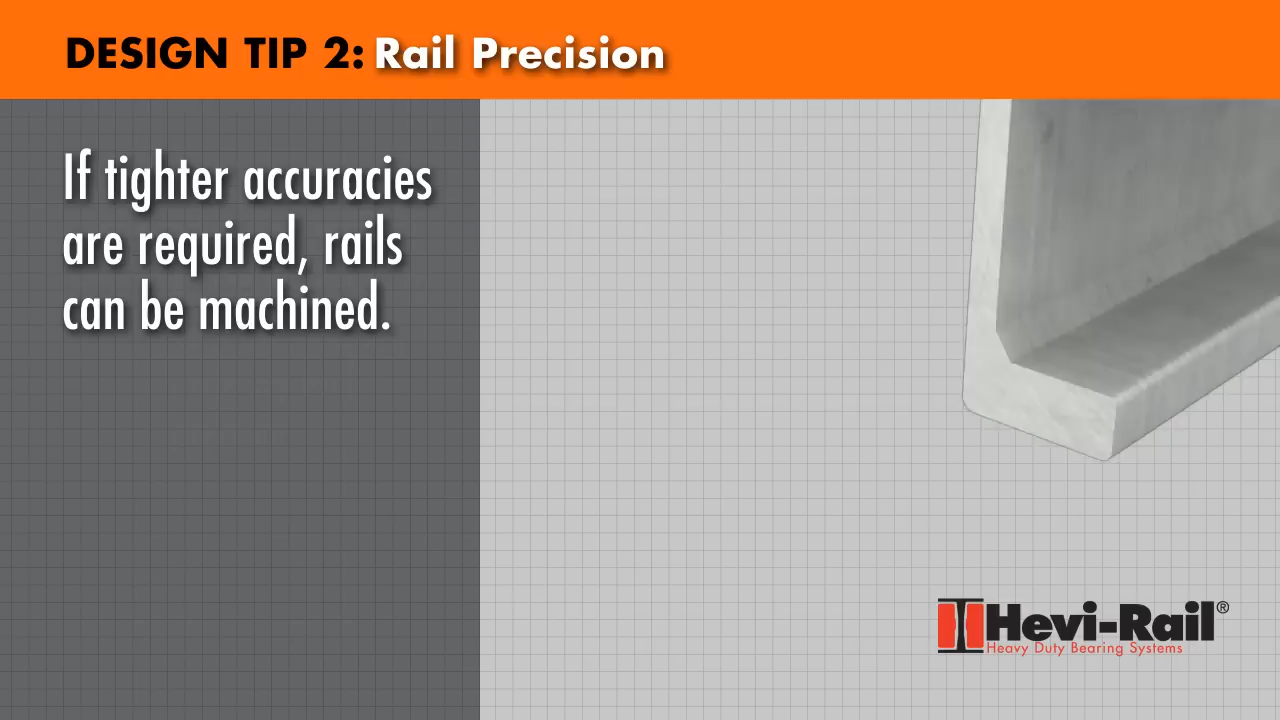 DESIGN TIP 2: Rail Precision
If tighter accuracies
are required, rails
can be machined.
Hevi-Rail®
Heavy Duty Bearing Systems